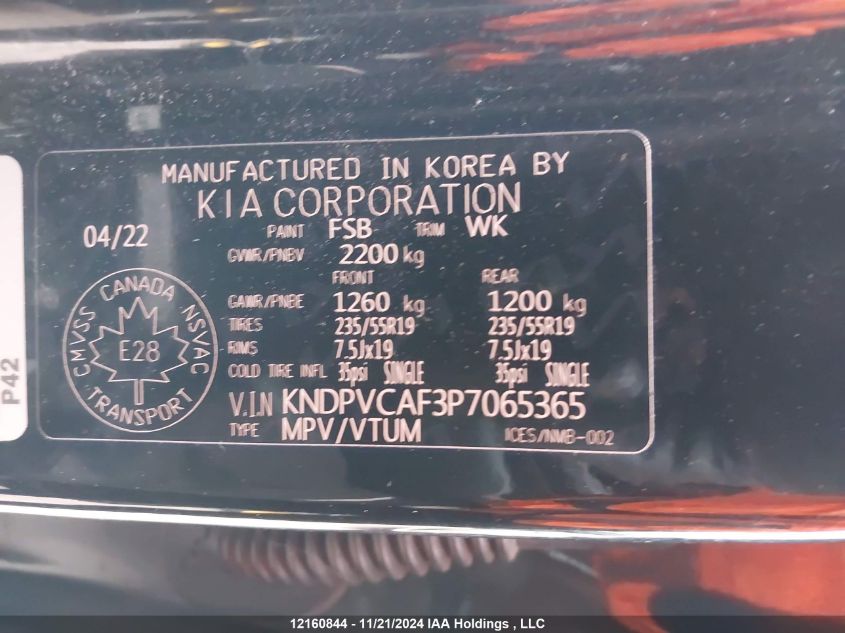 MANUFACTURED IN KOREA BY
KIA CORPORATION
04/22 PAINT FSB TRIM WK
GVWR/PNBV 2200 kg
FRONT REAR
GAWR/PNBE 1260 kg 1200 kg
TIRES 235/55R19 235/55R19
RIMS 7.5Jx19 7.5Jx19
COLD TIRE INFL 35psi SINGLE 35psi SINGLE
V.I.N KNDPVCAF3P7065365
TYPE MPV/VTUM ICES/NMB-002
CANADA
CMVSS NSVAC
E28
TRANSPORT
P42
12160844 - 11/21/2024 IAA Holdings , LLC